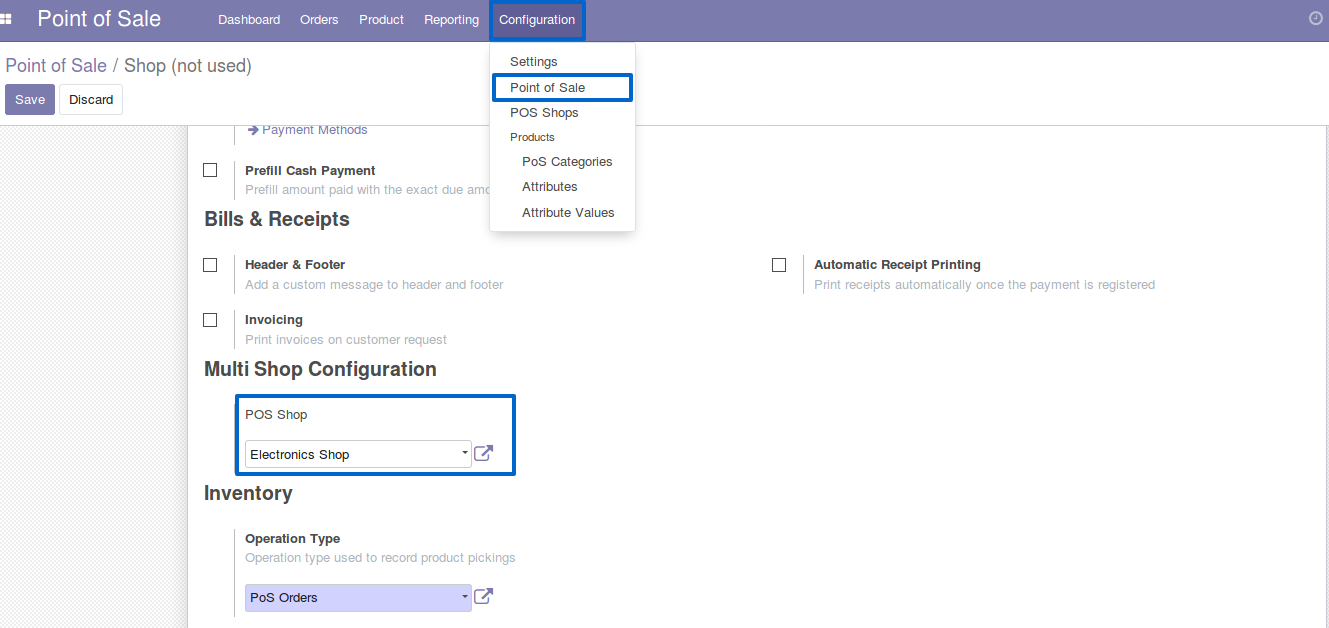 Point of Sale Dashboard Orders Product Reporting Configuration
Point of Sale / Shop (not used)
Save Discard
Settings
Point of Sale
POS Shops
Products
PoS Categories
Attributes
Attribute Values
Payment Methods
Prefill Cash Payment
Prefill amount paid with the exact due
Bills & Receipts
Header & Footer
Add a custom message to header and footer
Automatic Receipt Printing
Print receipts automatically once the payment is registered
Invoicing
Print invoices on customer request
Multi Shop Configuration
POS Shop
Electronics Shop
Inventory
Operation Type
Operation type used to record product pickings
PoS Orders